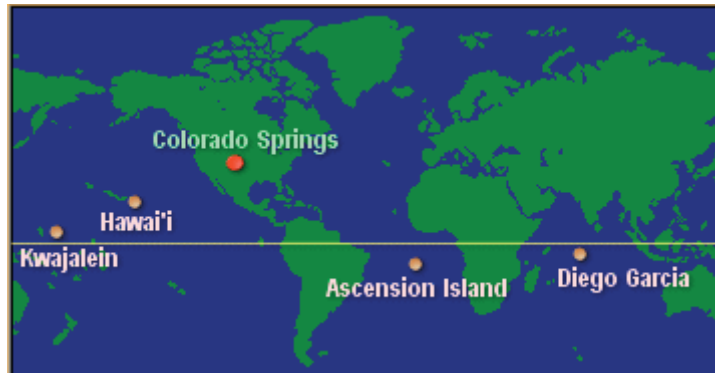 Colorado Springs
Hawai'i
Kwajalein
Ascension Island
Diego Garcia